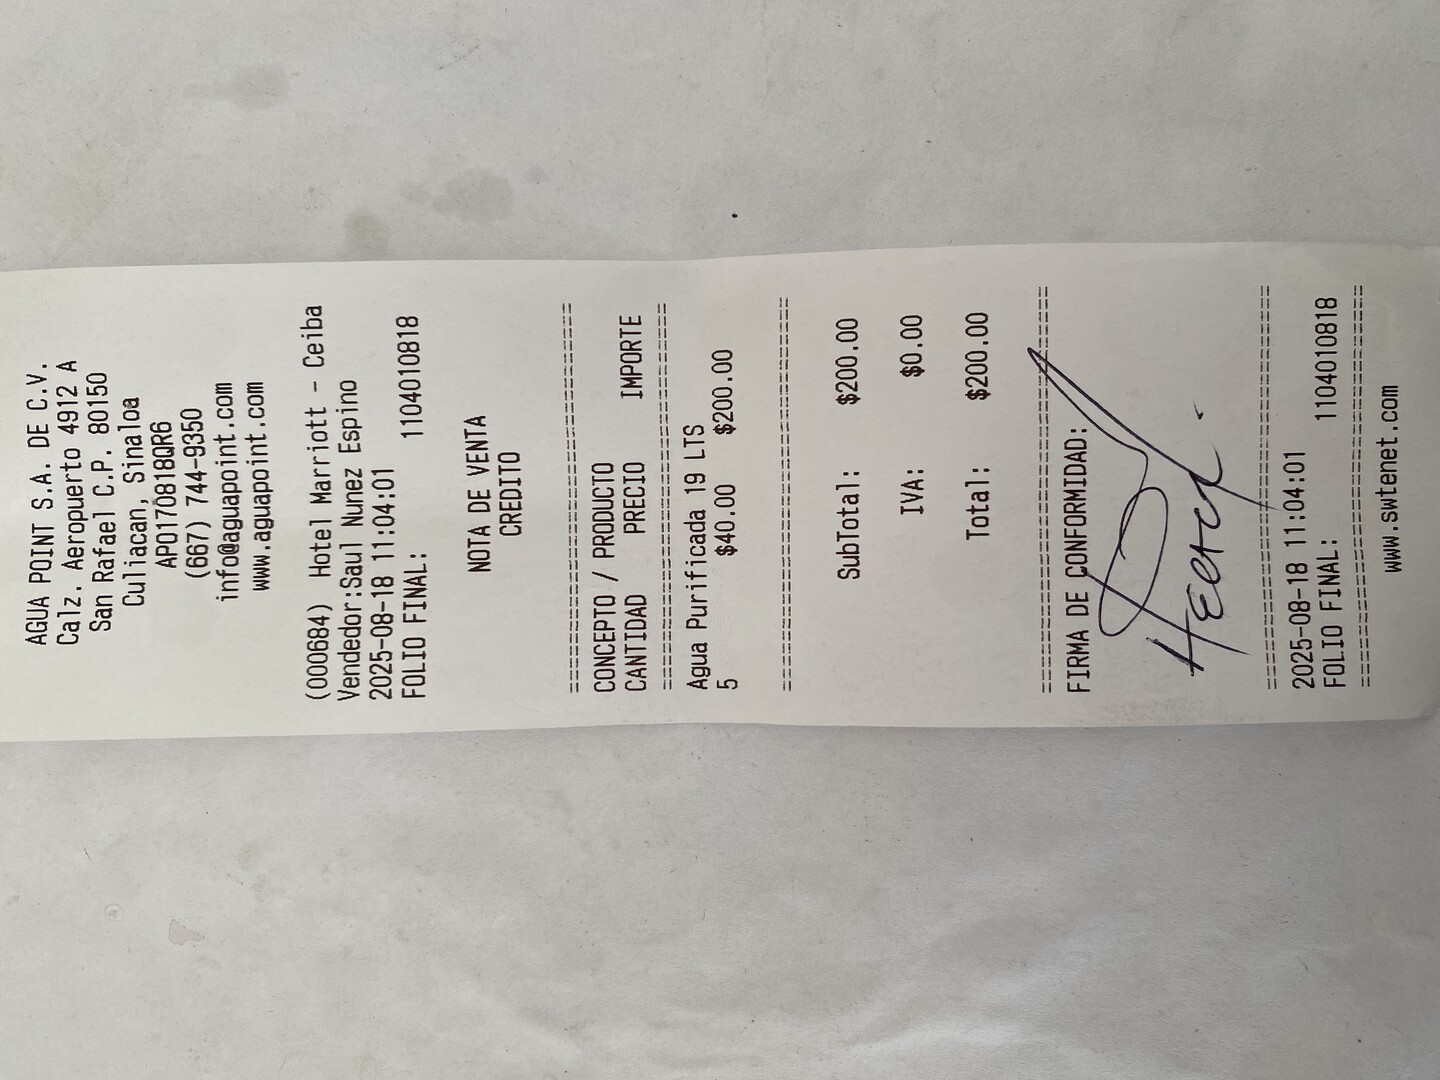 AGUA POINT S.A. DE C.V.
Calz. Aeropuerto 4912 A
San Rafael C.P. 80150
Culiacan, Sinaloa
APO170818QR6
(667) 744-9350
info@aguapoint.com
www.aguapoint.com
(000684) Hotel Marriott - Ceiba
Vendedor:Saul Nunez Espino
2025-08-18 11:04:01
FOLIO FINAL: 1104010818
NOTA DE VENTA
CREDITO
CONCEPTO / PRODUCTO
CANTIDAD PRECIO IMPORTE
Agua Purificada 19 LTS
5 $40.00 $200.00
SubTotal: $200.00
IVA: $0.00
Total: $200.00
FIRMA DE CONFORMIDAD:
2025-08-18 11:04:01
FOLIO FINAL: 1104010818
www.swtenet.com